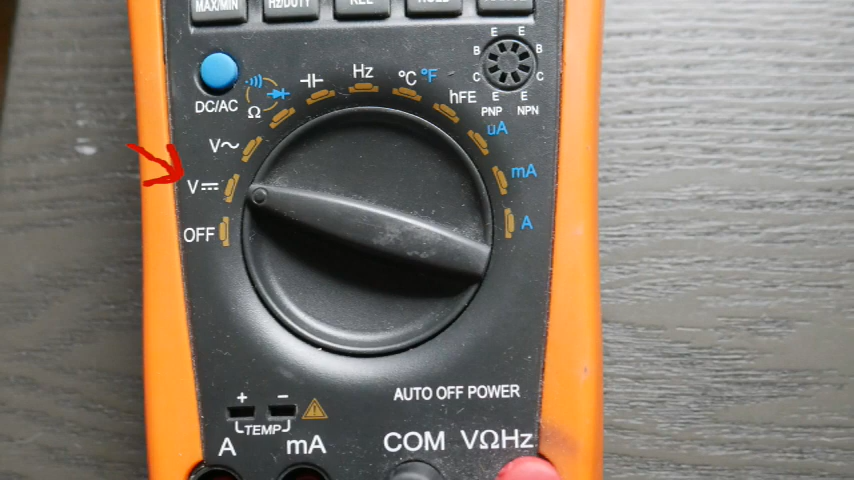 MAX/MIN Hz/DUTY REL HOLD
DC/AC
Ω
Hz
°C °F
hFE
E E
B B
C C
E E
PNP NPN
V~
uA
V
mA
OFF
A
AUTO OFF POWER
+ −
TEMP
A mA COM VΩHz